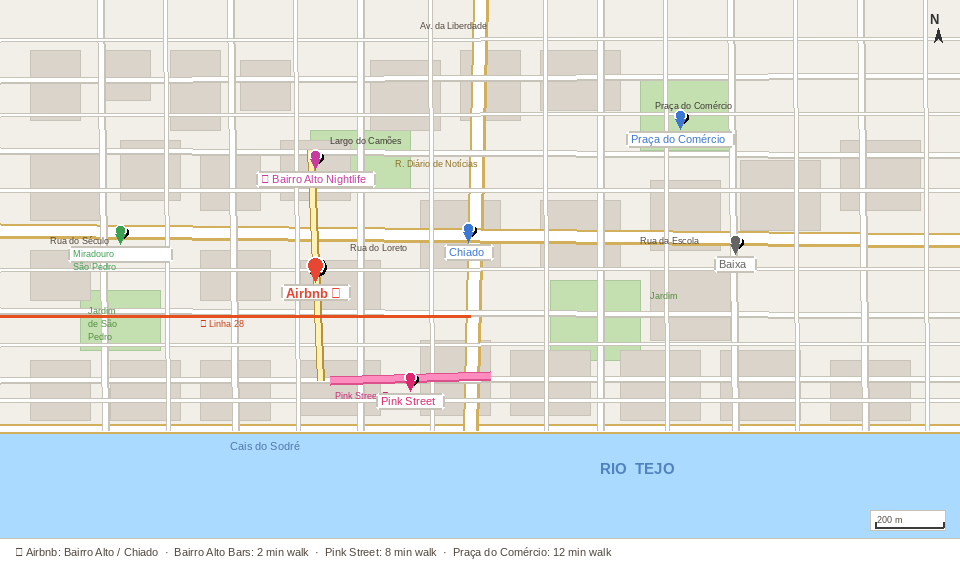 N
Av. da Liberdade
Praça do Comércio
Praça do Comércio
Largo do Camões
R. Diário de Notícias
Bairro Alto Nightlife
Rua do Século
Miradouro
São Pedro
Rua do Loreto
Chiado
Rua da Escola
Baixa
Airbnb
Jardim
Jardim
de São
Pedro
Linha 28
Pink Street
Pink Street
Cais do Sodré
RIO TEJO
200 m
Airbnb: Bairro Alto / Chiado · Bairro Alto Bars: 2 min walk · Pink Street: 8 min walk · Praça do Comércio: 12 min walk